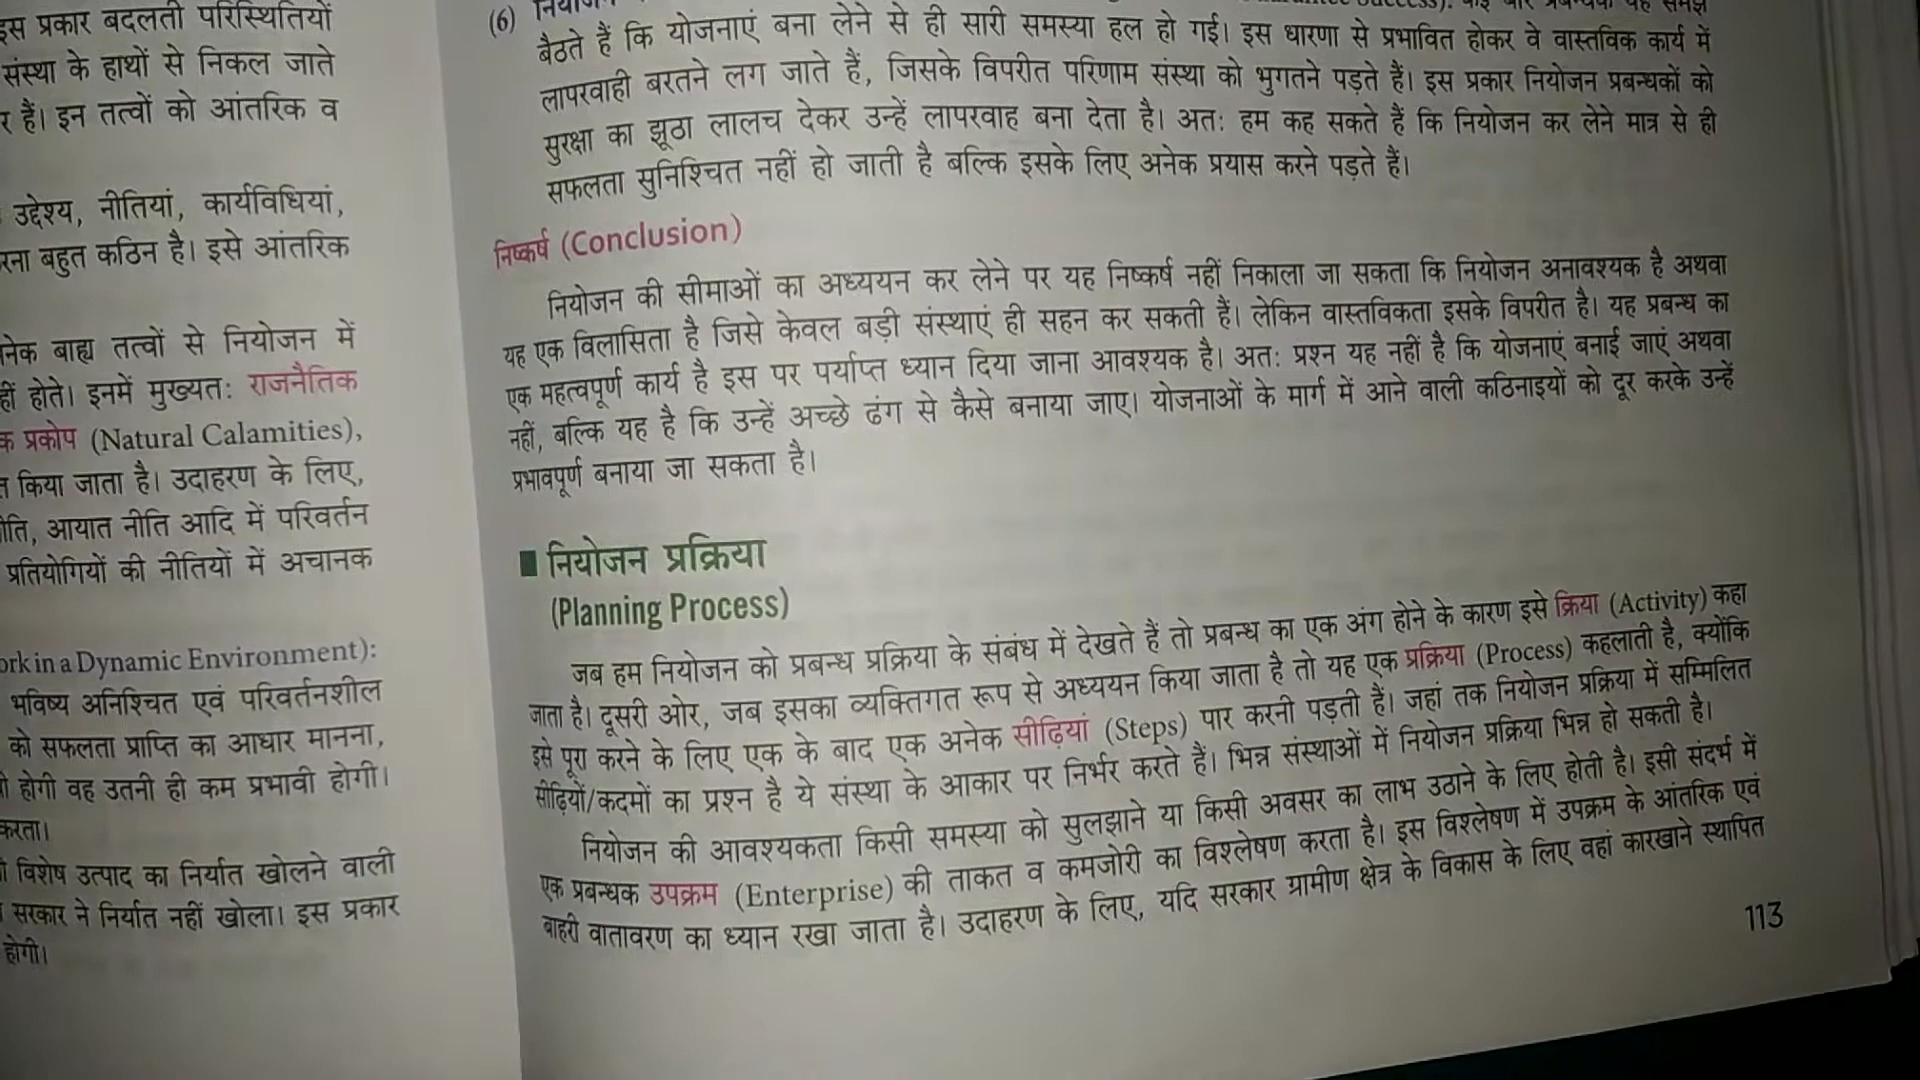 इस प्रकार बदलती परिस्थितियों
संस्था के हाथों से निकल जाते
हैं। इन तत्वों को आंतरिक व
उद्देश्य, नीतियां, कार्यविधियां,
बहुत कठिन है। इसे आंतरिक
बाह्य तत्वों से नियोजन में
होते। इनमें मुख्यतः राजनैतिक
प्रकोप (Natural Calamities),
किया जाता है। उदाहरण के लिए,
आयात नीति आदि में परिवर्तन
प्रतियोगियों की नीतियों में अचानक
in a Dynamic Environment):
भविष्य अनिश्चित एवं परिवर्तनशील
को सफलता प्राप्ति का आधार मानना,
होगी वह उतनी ही कम प्रभावी होगी।
करता।
विशेष उत्पाद का निर्यात खोलने वाली
सरकार ने निर्यात नहीं खोला। इस प्रकार
होगी।
(6)
बैठते हैं कि योजनाएं बना लेने से ही सारी समस्या हल हो गई। इस धारणा से प्रभावित होकर वे वास्तविक कार्य में
लापरवाही बरतने लग जाते हैं, जिसके विपरीत परिणाम संस्था को भुगतने पड़ते हैं। इस प्रकार नियोजन प्रबन्धकों को
सुरक्षा का झूठा लालच देकर उन्हें लापरवाह बना देता है। अतः हम कह सकते हैं कि नियोजन कर लेने मात्र से ही
सफलता सुनिश्चित नहीं हो जाती है बल्कि इसके लिए अनेक प्रयास करने पड़ते हैं।
निष्कर्ष (Conclusion)
नियोजन की सीमाओं का अध्ययन कर लेने पर यह निष्कर्ष नहीं निकाला जा सकता कि नियोजन अनावश्यक है अथवा
यह एक विलासिता है जिसे केवल बड़ी संस्थाएं ही सहन कर सकती हैं। लेकिन वास्तविकता इसके विपरीत है। यह प्रबन्ध का
एक महत्वपूर्ण कार्य है इस पर पर्याप्त ध्यान दिया जाना आवश्यक है। अतः प्रश्न यह नहीं है कि योजनाएं बनाई जाएं अथवा
नहीं, बल्कि यह है कि उन्हें अच्छे ढंग से कैसे बनाया जाए। योजनाओं के मार्ग में आने वाली कठिनाइयों को दूर करके उन्हें
प्रभावपूर्ण बनाया जा सकता है।
नियोजन प्रक्रिया
(Planning Process)
जब हम नियोजन को प्रबन्ध प्रक्रिया के संबंध में देखते हैं तो प्रबन्ध का एक अंग होने के कारण इसे क्रिया (Activity) कहा
जाता है। दूसरी ओर, जब इसका व्यक्तिगत रूप से अध्ययन किया जाता है तो यह एक प्रक्रिया (Process) कहलाती है, क्योंकि
इसे पूरा करने के लिए एक के बाद एक अनेक सीढ़ियां (Steps) पार करनी पड़ती हैं। जहां तक नियोजन प्रक्रिया में सम्मिलित
सीढ़ियों/कदमों का प्रश्न है ये संस्था के आकार पर निर्भर करते हैं। भिन्न संस्थाओं में नियोजन प्रक्रिया भिन्न हो सकती है।
नियोजन की आवश्यकता किसी समस्या को सुलझाने या किसी अवसर का लाभ उठाने के लिए होती है। इसी संदर्भ में
एक प्रबन्धक उपक्रम (Enterprise) की ताकत व कमजोरी का विश्लेषण करता है। इस विश्लेषण में उपक्रम के आंतरिक एवं
बाहरी वातावरण का ध्यान रखा जाता है। उदाहरण के लिए, यदि सरकार ग्रामीण क्षेत्र के विकास के लिए वहां कारखाने स्थापित
113